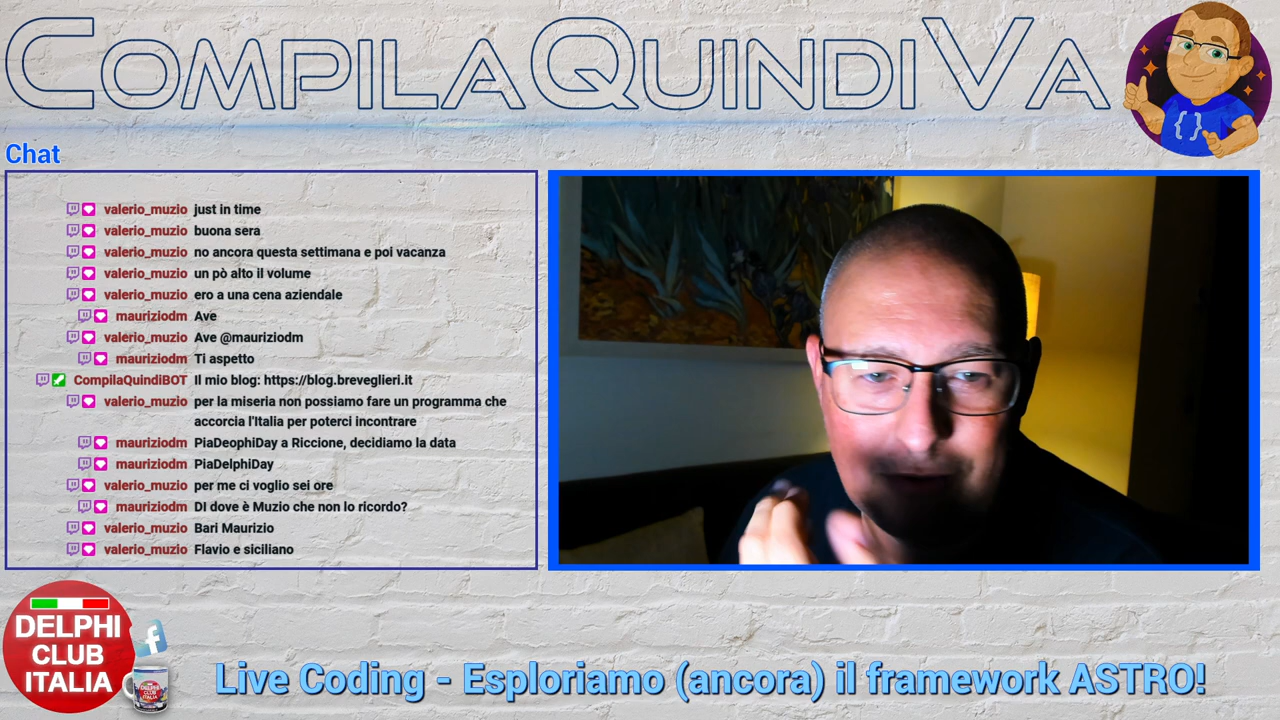 CompilaQuindiVa
{ }
Chat
valerio_muzio just in time
valerio_muzio buona sera
valerio_muzio no ancora questa settimana e poi vacanza
valerio_muzio un pò alto il volume
valerio_muzio ero a una cena aziendale
mauriziodm Ave
valerio_muzio Ave @mauriziodm
mauriziodm Ti aspetto
CompilaQuindiBOT Il mio blog: https://blog.breveglieri.it
valerio_muzio per la miseria non possiamo fare un programma che
accorcia l'Italia per poterci incontrare
mauriziodm PiaDeophiDay a Riccione, decidiamo la data
mauriziodm PiaDelphiDay
valerio_muzio per me ci voglio sei ore
mauriziodm DI dove è Muzio che non lo ricordo?
valerio_muzio Bari Maurizio
valerio_muzio Flavio e siciliano
DELPHI
CLUB
ITALIA
f
DELPHI
CLUB
ITALIA
Live Coding - Esploriamo (ancora) il framework ASTRO!